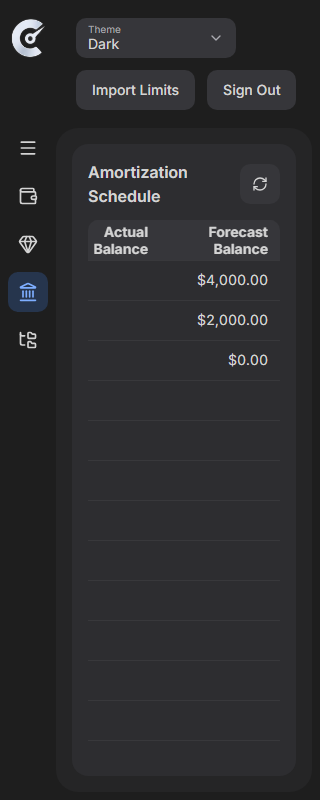 Theme
Dark
Import Limits
Sign Out
Amortization
Schedule
Actual Balance
Forecast Balance
$4,000.00
$2,000.00
$0.00